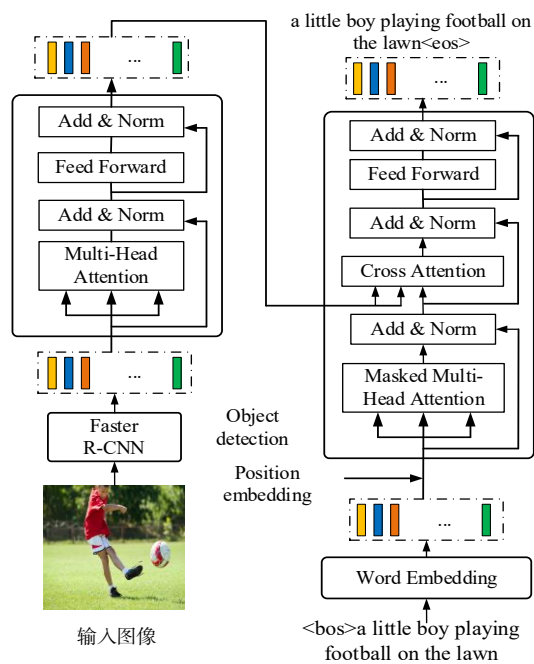 ...
Add & Norm
Feed Forward
Add & Norm
Multi-Head
Attention
...
Faster
R-CNN
输入图像
Object
detection
Position
embedding
a little boy playing football on
the lawn<eos>
...
Add & Norm
Feed Forward
Add & Norm
Cross Attention
Add & Norm
Masked Multi-
Head Attention
...
Word Embedding
<bos>a little boy playing
football on the lawn